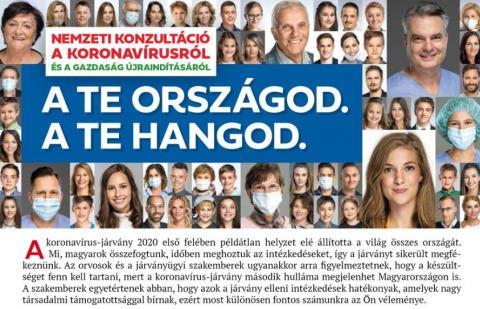 NEMZETI KONZULTÁCIÓ
A KORONAVÍRUSRÓL
ÉS A GAZDASÁG ÚJRAINDÍTÁSÁRÓL
A TE ORSZÁGOD.
A TE HANGOD.
A koronavírus-járvány 2020 első felében példátlan helyzet elé állította a világ összes országát.
Mi, magyarok összefogtunk, időben meghoztuk az intézkedéseket, így a járványt sikerült megfé-
keznünk. Az orvosok és a járványügyi szakemberek ugyanakkor arra figyelmeztetnek, hogy a készült-
séget fenn kell tartani, mert a koronavírus-járvány második hulláma megjelenhet Magyarországon is.
A szakemberek egyetértenek abban, hogy azok a járvány elleni intézkedések hatékonyak, amelyek nagy
társadalmi támogatottsággal bírnak, ezért most különösen fontos számunkra az Ön véleménye.